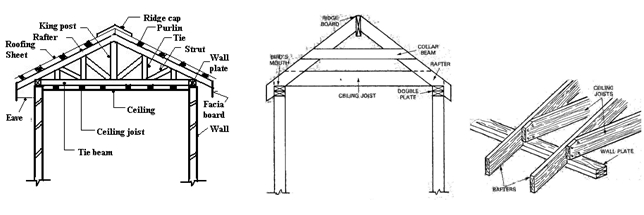 Ridge cap
King post
Purlin
Rafter
Tie
Roofing
Sheet
Strut
Wall
plate
Ceiling
Facia
board
Eave
Ceiling joist
Wall
Tie beam
RIDGE
BOARD
COLLAR
BEAM
BIRD'S
MOUTH
RAFTER
CEILING JOIST
DOUBLE
PLATE
CEILING
JOISTS
WALL PLATE
RAFTERS